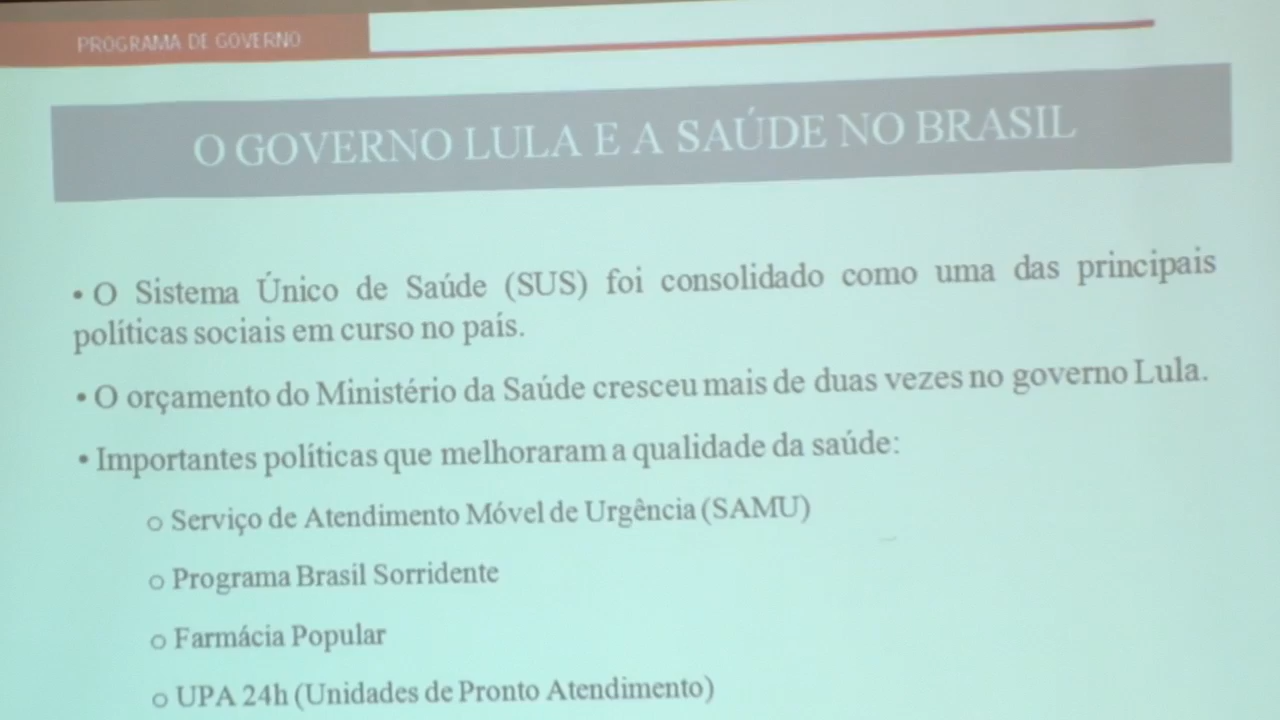 PROGRAMA DE GOVERNO
O GOVERNO LULA E A SAÚDE NO BRASIL
• O Sistema Único de Saúde (SUS) foi consolidado como uma das principais
políticas sociais em curso no país.
• O orçamento do Ministério da Saúde cresceu mais de duas vezes no governo Lula.
• Importantes políticas que melhoraram a qualidade da saúde:
o Serviço de Atendimento Móvel de Urgência (SAMU)
o Programa Brasil Sorridente
o Farmácia Popular
o UPA 24h (Unidades de Pronto Atendimento)